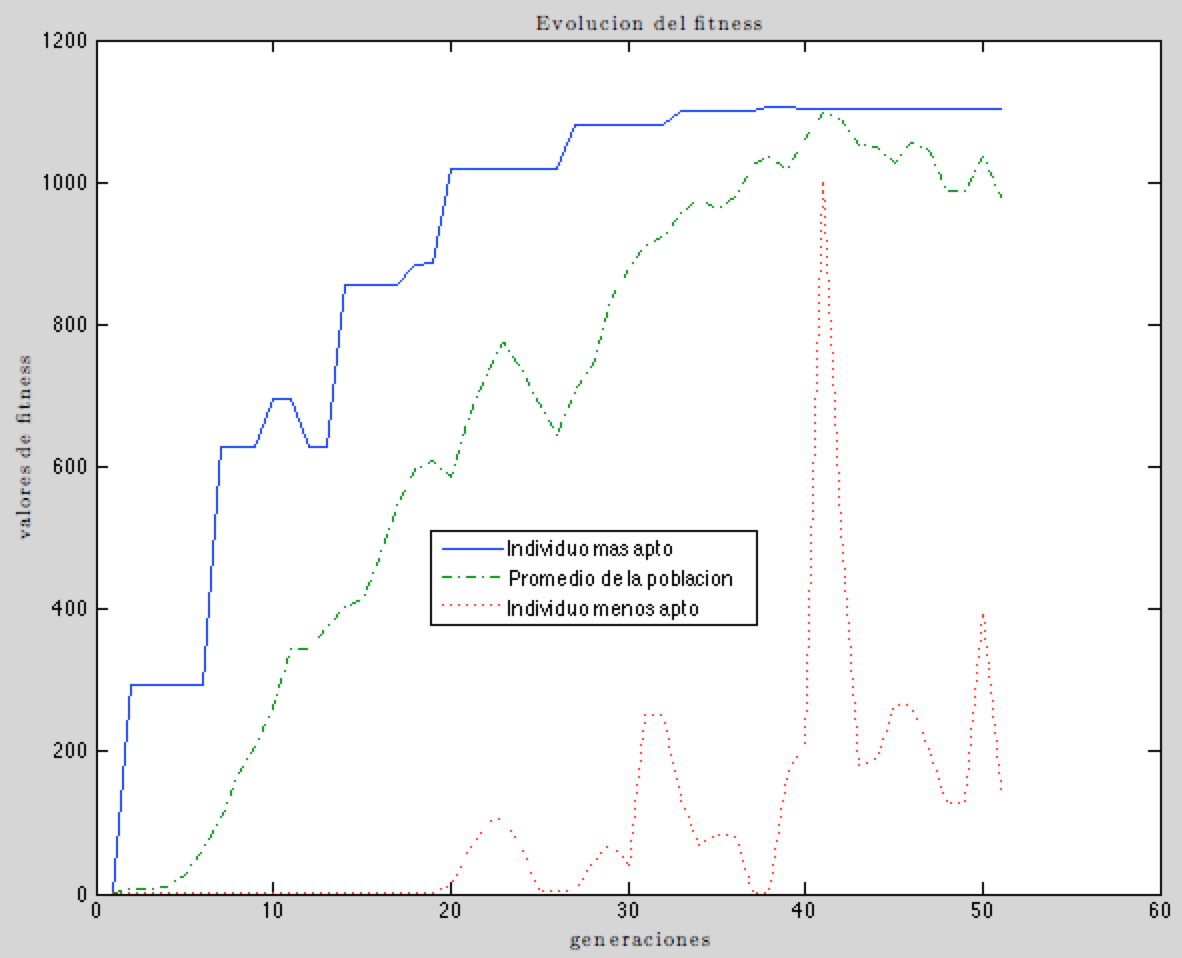 Evolucion del fitness
1200
1000
800
600
400
200
0
valores de fitness
Individuo mas apto
Promedio de la poblacion
Individuo menos apto
0 10 20 30 40 50 60
generaciones